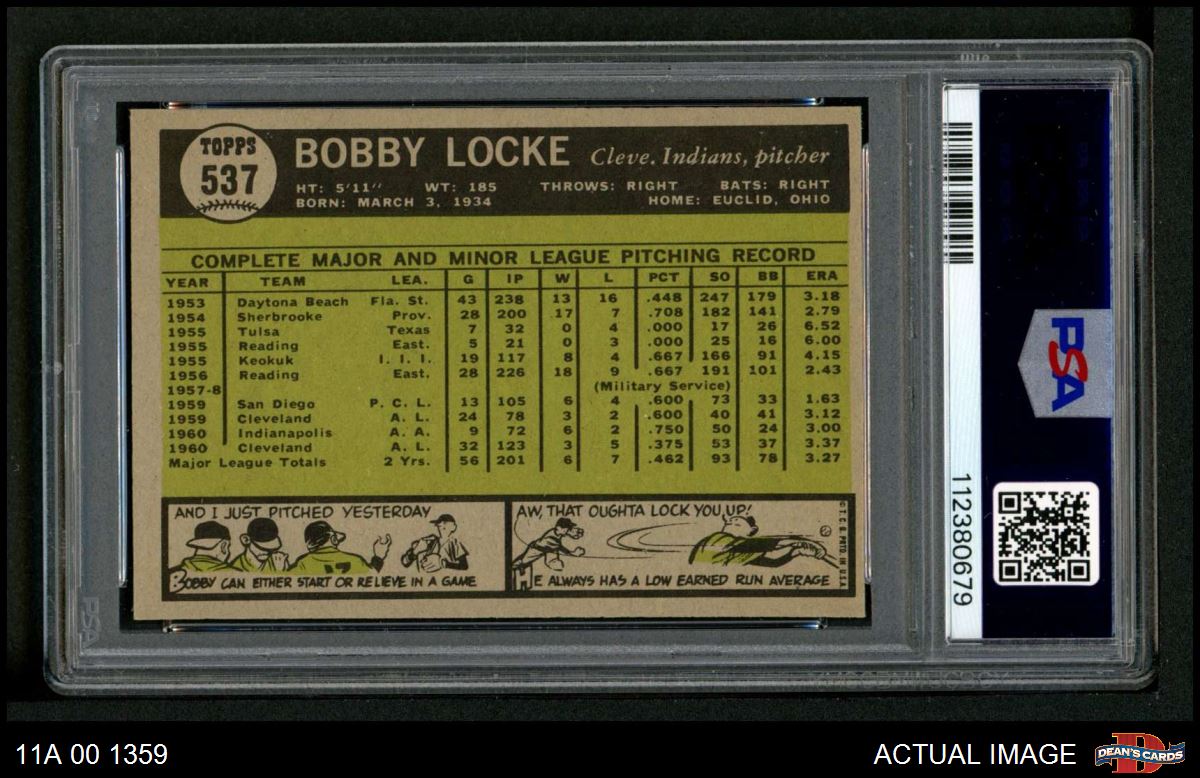 TOPPS
537
BOBBY LOCKE Cleve. Indians, pitcher
HT: 5'11" WT: 185 THROWS: RIGHT BATS: RIGHT
BORN: MARCH 3, 1934 HOME: EUCLID, OHIO
COMPLETE MAJOR AND MINOR LEAGUE PITCHING RECORD
YEAR TEAM LEA. G IP W L PCT SO BB ERA
1953 Daytona Beach Fla. St. 43 238 13 16 .448 247 179 3.18
1954 Sherbrooke Prov. 28 200 17 7 .708 182 141 2.79
1955 Tulsa Texas 7 32 0 4 .000 17 26 6.52
1955 Reading East. 5 21 0 3 .000 25 16 6.00
1955 Keokuk I. I. I. 19 117 8 4 .667 166 91 4.15
1956 Reading East. 28 226 18 9 .667 191 101 2.43
1957-8 (Military Service)
1959 San Diego P. C. L. 13 105 6 4 .600 73 33 1.63
1959 Cleveland A. L. 24 78 3 2 .600 40 41 3.12
1960 Indianapolis A. A. 9 72 6 2 .750 50 24 3.00
1960 Cleveland A. L. 32 123 3 5 .375 53 37 3.37
Major League Totals 2 Yrs. 56 201 6 7 .462 93 78 3.27
AND I JUST PITCHED YESTERDAY
BOBBY CAN EITHER START OR RELIEVE IN A GAME
AW, THAT OUGHTA LOCK YOU UP!
HE ALWAYS HAS A LOW EARNED RUN AVERAGE
© T. C. G. PRTD. IN U.S.A.
PSA
PSA
112380679
11A 00 1359
ACTUAL IMAGE
DEAN'S CARDS